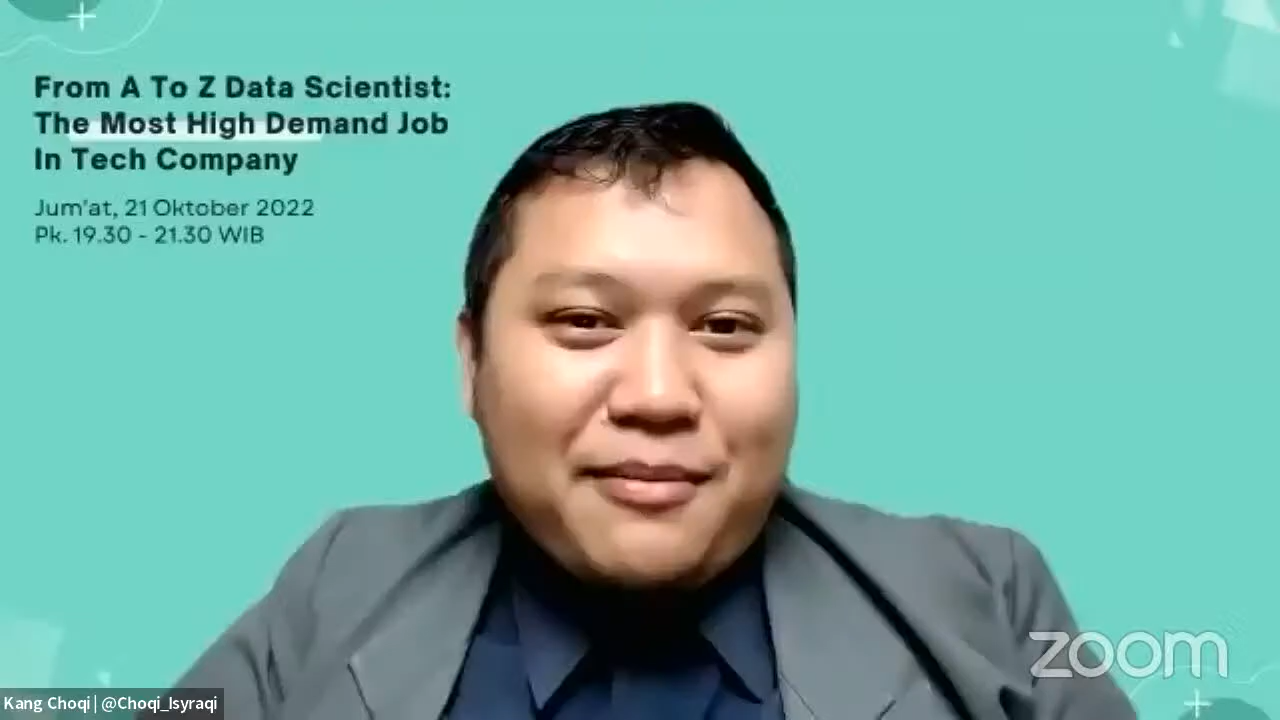 From A To Z Data Scientist:
The Most High Demand Job
In Tech Company
Jum'at, 21 Oktober 2022
Pk. 19.30 - 21.30 WIB
zoom
Kang Choqi | @Choqi_Isyraqi